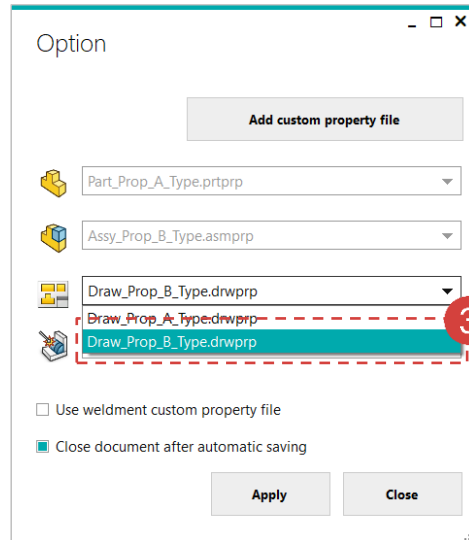 Option
Add custom property file
Part_Prop_A_Type.prtprp
Assy_Prop_B_Type.asmprp
Draw_Prop_B_Type.drwprp
Draw_Prop_A_Type.drwprp
Draw_Prop_B_Type.drwprp
3
Use weldment custom property file
Close document after automatic saving
Apply
Close